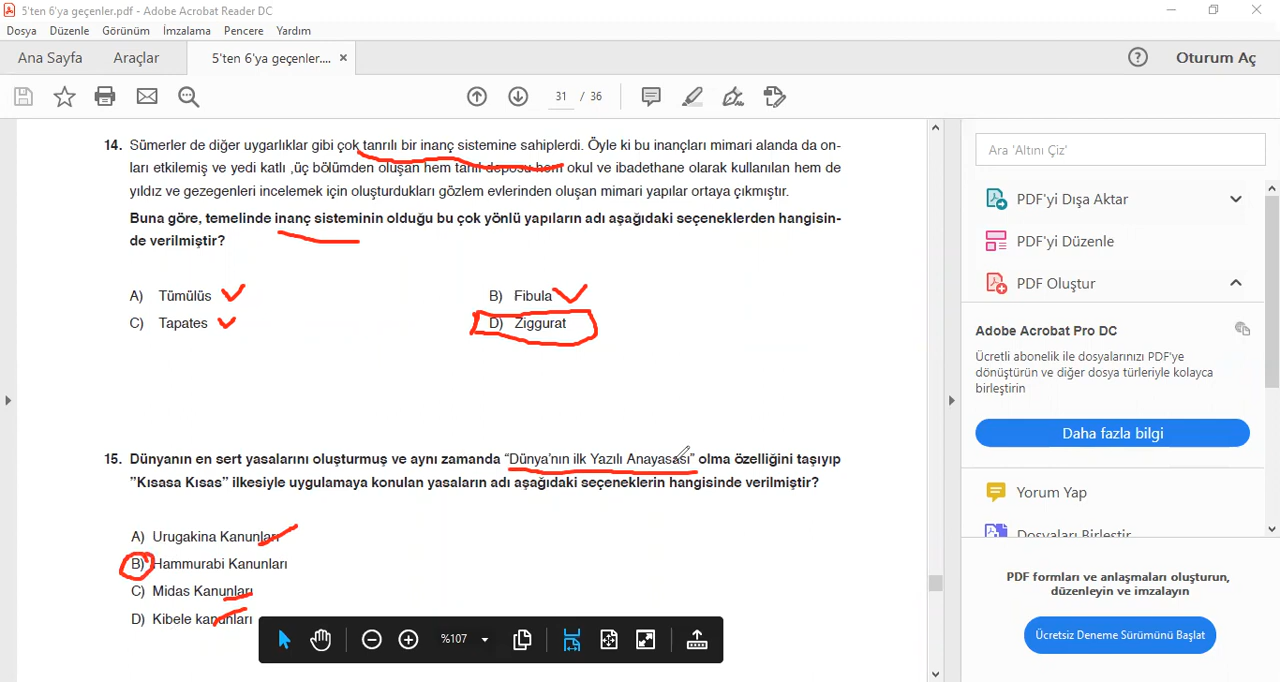 5'ten 6'ya geçenler.pdf - Adobe Acrobat Reader DC
Dosya Düzenle Görünüm İmzalama Pencere Yardım
Ana Sayfa Araçlar 5'ten 6'ya geçenler.... × Oturum Aç
31 / 36
14. Sümerler de diğer uygarlıklar gibi çok tanrılı bir inanç sistemine sahiplerdi. Öyle ki bu inançları mimari alanda da on-
ları etkilemiş ve yedi katlı ,üç bölümden oluşan hem tahıl deposu hem okul ve ibadethane olarak kullanılan hem de
yıldız ve gezegenleri incelemek için oluşturdukları gözlem evlerinden oluşan mimari yapılar ortaya çıkmıştır.
Buna göre, temelinde inanç sisteminin olduğu bu çok yönlü yapıların adı aşağıdaki seçeneklerden hangisin-
de verilmiştir?
A) Tümülüs B) Fibula
C) Tapates D) Ziggurat
15. Dünyanın en sert yasalarını oluşturmuş ve aynı zamanda “Dünya'nın ilk Yazılı Anayasası” olma özelliğini taşıyıp
”Kısasa Kısas” ilkesiyle uygulamaya konulan yasaların adı aşağıdaki seçeneklerin hangisinde verilmiştir?
A) Urugakina Kanunları
B) Hammurabi Kanunları
C) Midas Kanunları
D) Kibele kanunları
%107
Ara 'Altını Çiz'
PDF'yi Dışa Aktar
PDF'yi Düzenle
PDF Oluştur
Adobe Acrobat Pro DC
Ücretli abonelik ile dosyalarınızı PDF'ye
dönüştürün ve diğer dosya türleriyle kolayca
birleştirin
Daha fazla bilgi
Yorum Yap
Dosyaları Birleştir
PDF formları ve anlaşmaları oluşturun,
düzenleyin ve imzalayın
Ücretsiz Deneme Sürümünü Başlat